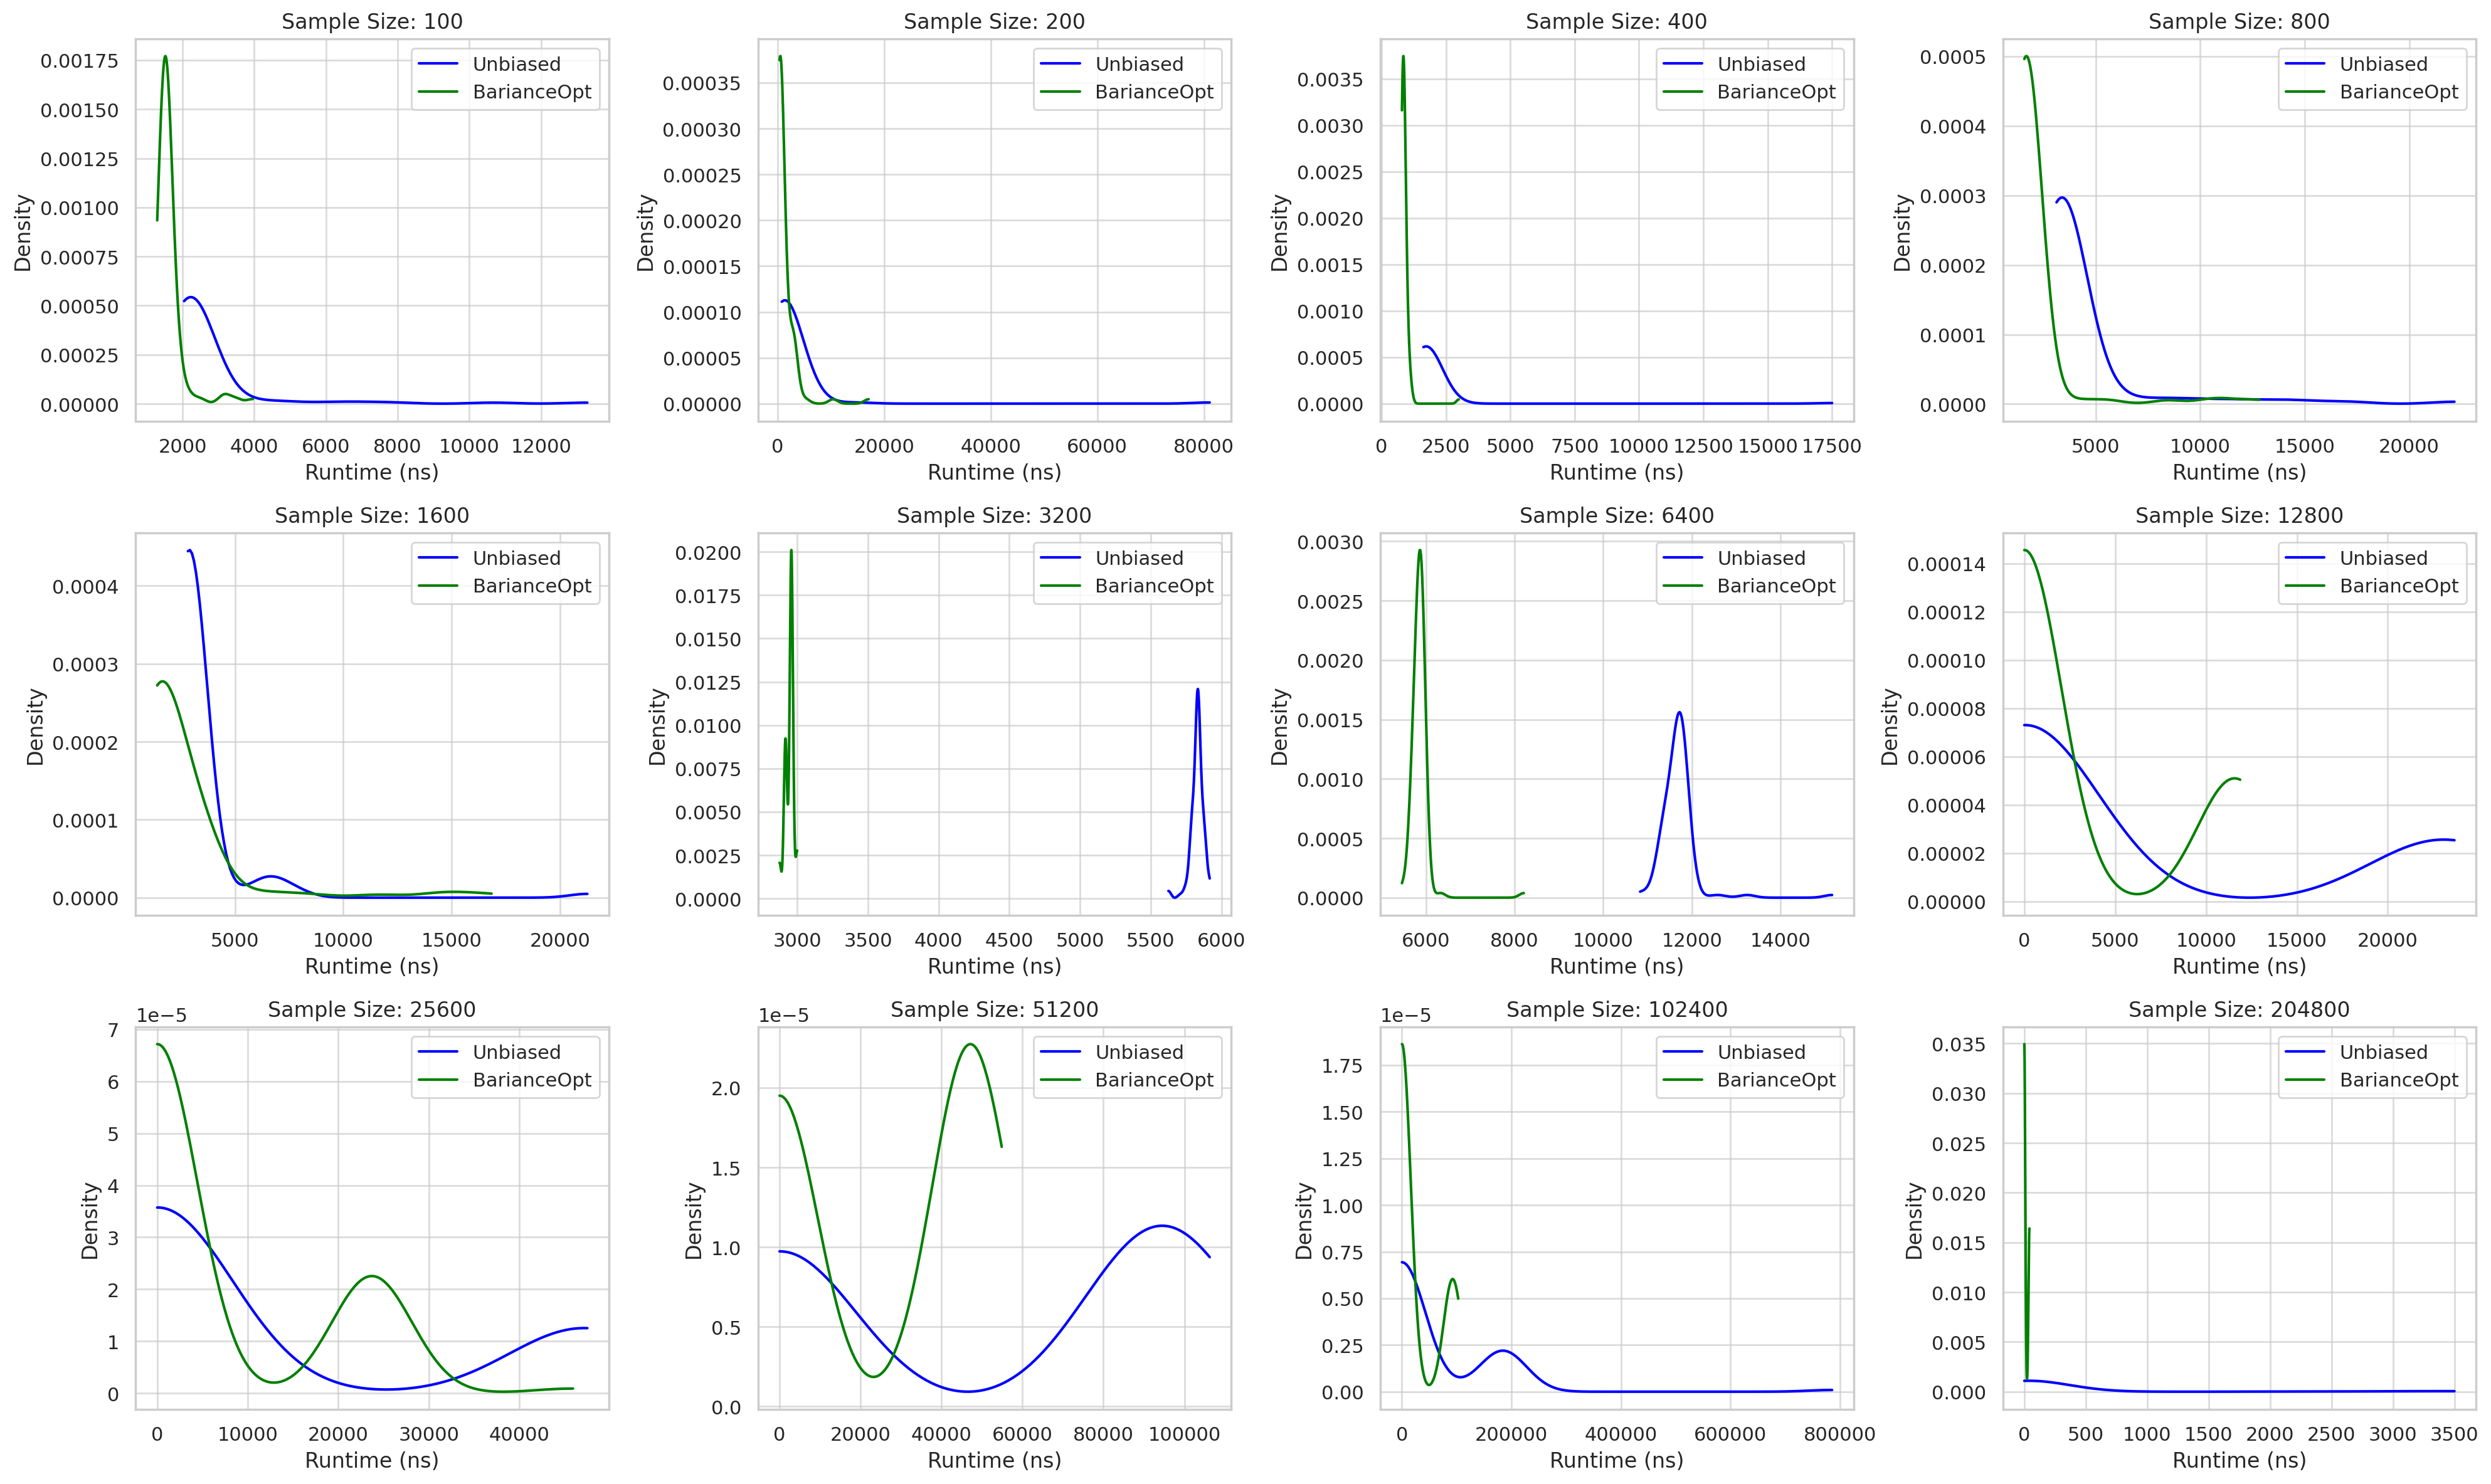 Sample Size: 100
Density
0.00175
0.00150
0.00125
0.00100
0.00075
0.00050
0.00025
0.00000
Unbiased
BarianceOpt
2000 4000 6000 8000 10000 12000
Runtime (ns)
Sample Size: 200
Density
0.00035
0.00030
0.00025
0.00020
0.00015
0.00010
0.00005
0.00000
Unbiased
BarianceOpt
0 20000 40000 60000 80000
Runtime (ns)
Sample Size: 400
Density
0.0035
0.0030
0.0025
0.0020
0.0015
0.0010
0.0005
0.0000
Unbiased
BarianceOpt
0 2500 5000 7500 10000 12500 15000 17500
Runtime (ns)
Sample Size: 800
Density
0.0005
0.0004
0.0003
0.0002
0.0001
0.0000
Unbiased
BarianceOpt
5000 10000 15000 20000
Runtime (ns)
Sample Size: 1600
Density
0.0004
0.0003
0.0002
0.0001
0.0000
Unbiased
BarianceOpt
5000 10000 15000 20000
Runtime (ns)
Sample Size: 3200
Density
0.0200
0.0175
0.0150
0.0125
0.0100
0.0075
0.0050
0.0025
0.0000
Unbiased
BarianceOpt
3000 3500 4000 4500 5000 5500 6000
Runtime (ns)
Sample Size: 6400
Density
0.0030
0.0025
0.0020
0.0015
0.0010
0.0005
0.0000
Unbiased
BarianceOpt
6000 8000 10000 12000 14000
Runtime (ns)
Sample Size: 12800
Density
0.00014
0.00012
0.00010
0.00008
0.00006
0.00004
0.00002
0.00000
Unbiased
BarianceOpt
0 5000 10000 15000 20000
Runtime (ns)
1e−5
Sample Size: 25600
Density
7
6
5
4
3
2
1
0
Unbiased
BarianceOpt
0 10000 20000 30000 40000
Runtime (ns)
1e−5
Sample Size: 51200
Density
2.0
1.5
1.0
0.5
0.0
Unbiased
BarianceOpt
0 20000 40000 60000 80000 100000
Runtime (ns)
1e−5
Sample Size: 102400
Density
1.75
1.50
1.25
1.00
0.75
0.50
0.25
0.00
Unbiased
BarianceOpt
0 200000 400000 600000 800000
Runtime (ns)
Sample Size: 204800
Density
0.035
0.030
0.025
0.020
0.015
0.010
0.005
0.000
Unbiased
BarianceOpt
0 500 1000 1500 2000 2500 3000 3500
Runtime (ns)